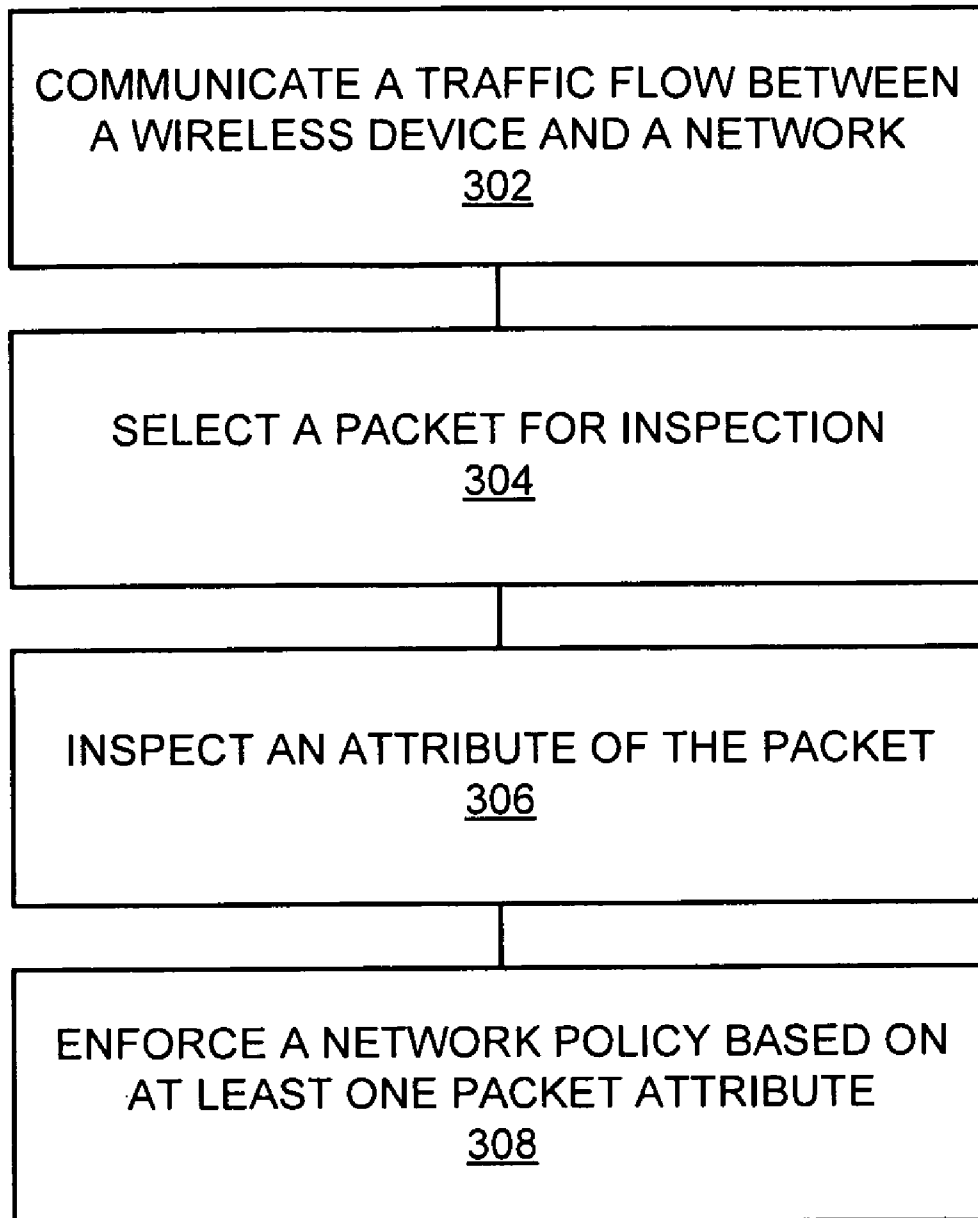 COMMUNICATE A TRAFFIC FLOW BETWEEN
A WIRELESS DEVICE AND A NETWORK
302
SELECT A PACKET FOR INSPECTION
304
INSPECT AN ATTRIBUTE OF THE PACKET
306
ENFORCE A NETWORK POLICY BASED ON
AT LEAST ONE PACKET ATTRIBUTE
308